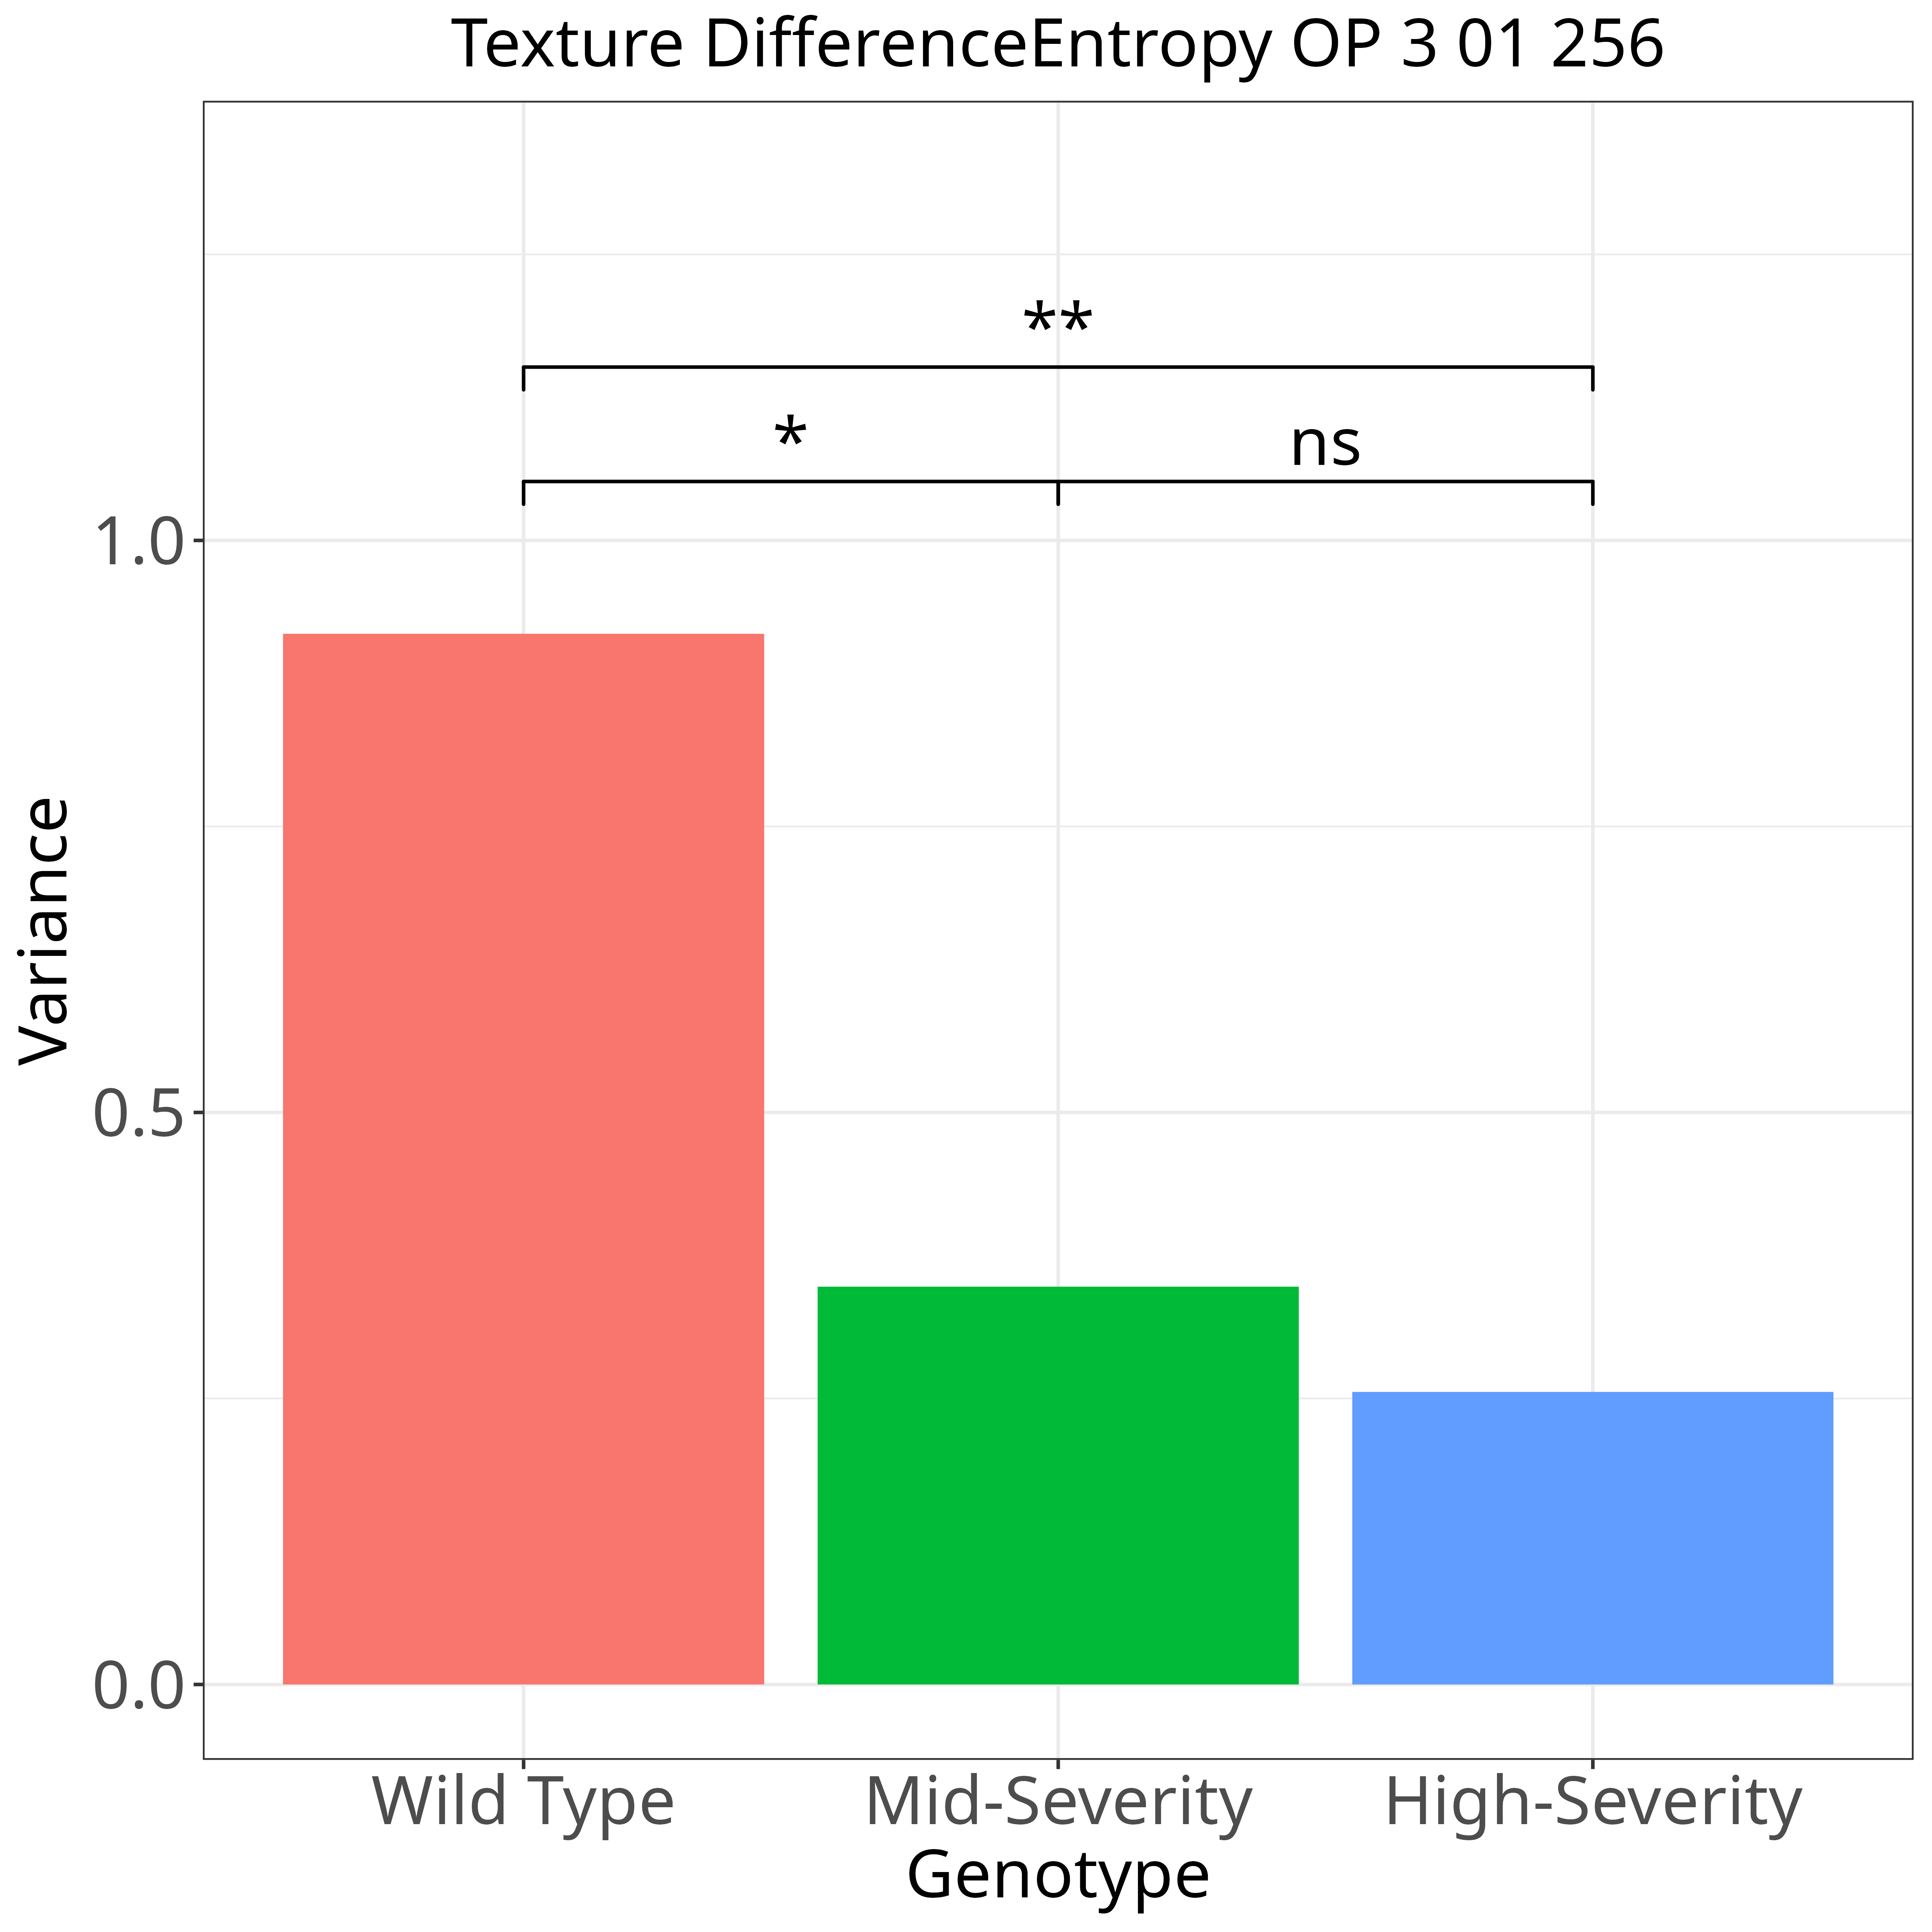 Texture DifferenceEntropy OP 3 01 256
**
*
ns
1.0
0.5
0.0
Variance
Wild Type
Mid-Severity
High-Severity
Genotype